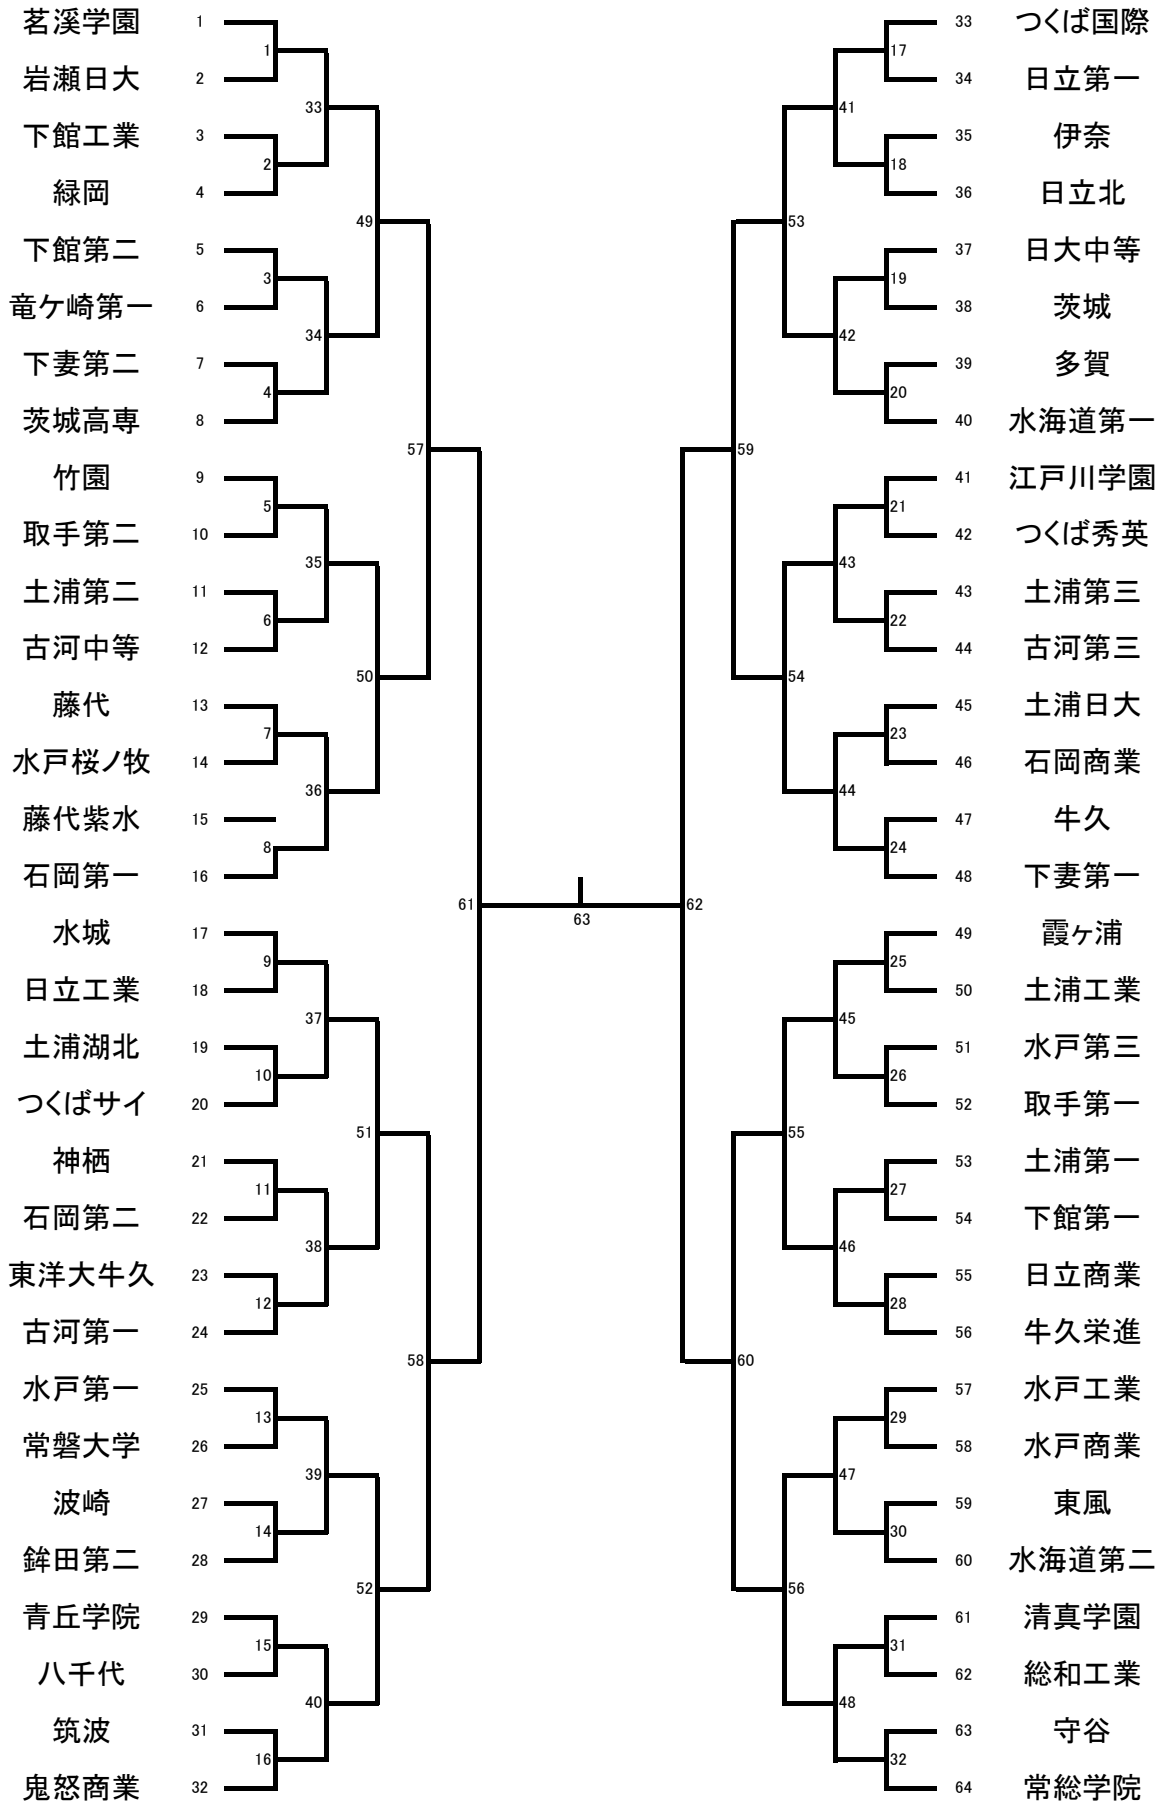 茗溪学園 1
岩瀬日大 2
下館工業 3
緑岡 4
下館第二 5
竜ケ崎第一 6
下妻第二 7
茨城高専 8
竹園 9
取手第二 10
土浦第二 11
古河中等 12
藤代 13
水戸桜ノ牧 14
藤代紫水 15
石岡第一 16
水城 17
日立工業 18
土浦湖北 19
つくばサイ 20
神栖 21
石岡第二 22
東洋大牛久 23
古河第一 24
水戸第一 25
常磐大学 26
波崎 27
鉾田第二 28
青丘学院 29
八千代 30
筑波 31
鬼怒商業 32
1
2
3
4
5
6
7
8
9
10
11
12
13
14
15
16
33
34
35
36
37
38
39
40
49
50
51
52
57
58
61
63
62
59
60
53
54
55
56
41
42
43
44
45
46
47
48
17
18
19
20
21
22
23
24
25
26
27
28
29
30
31
32
33 つくば国際
34 日立第一
35 伊奈
36 日立北
37 日大中等
38 茨城
39 多賀
40 水海道第一
41 江戸川学園
42 つくば秀英
43 土浦第三
44 古河第三
45 土浦日大
46 石岡商業
47 牛久
48 下妻第一
49 霞ヶ浦
50 土浦工業
51 水戸第三
52 取手第一
53 土浦第一
54 下館第一
55 日立商業
56 牛久栄進
57 水戸工業
58 水戸商業
59 東風
60 水海道第二
61 清真学園
62 総和工業
63 守谷
64 常総学院